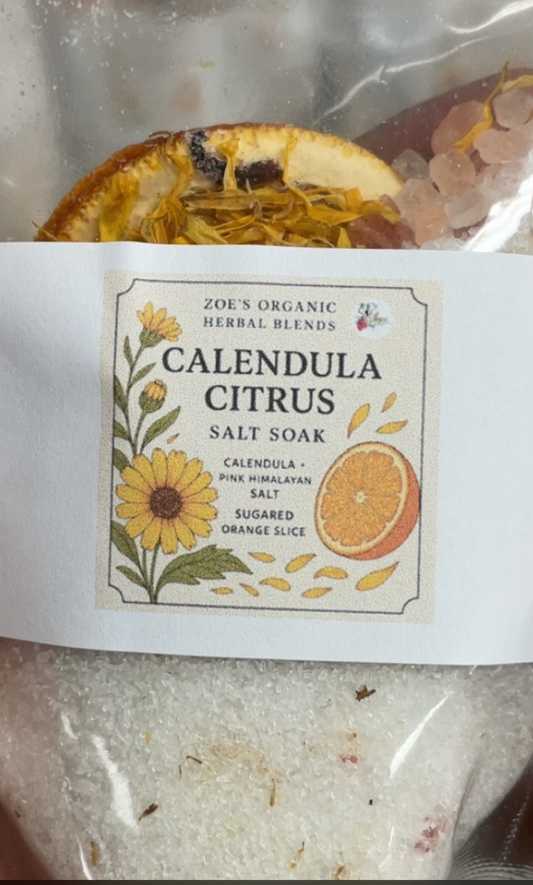 ZOE'S ORGANIC
HERBAL BLENDS
CALENDULA
CITRUS
SALT SOAK
CALENDULA •
PINK HIMALAYAN
SALT
SUGARED
ORANGE SLICE